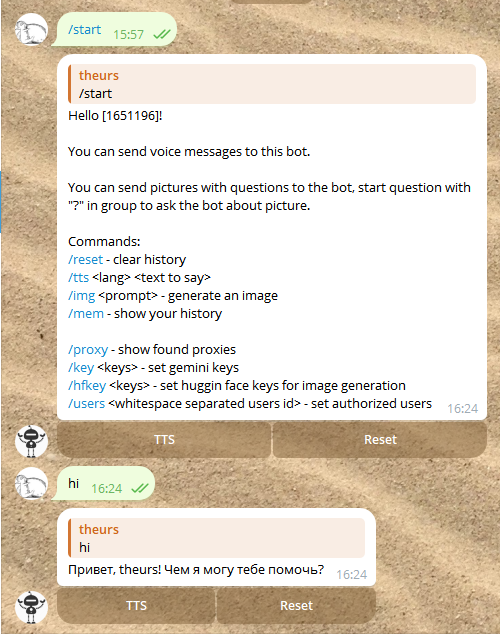 /start 15:57
theurs
/start
Hello [1651196]!
You can send voice messages to this bot.
You can send pictures with questions to the bot, start question with
"?" in group to ask the bot about picture.
Commands:
/reset - clear history
/tts <lang> <text to say>
/img <prompt> - generate an image
/mem - show your history
/proxy - show found proxies
/key <keys> - set gemini keys
/hfkey <keys> - set huggin face keys for image generation
/users <whitespace separated users id> - set authorized users 16:24
TTS Reset
hi 16:24
theurs
hi
Привет, theurs! Чем я могу тебе помочь? 16:24
TTS Reset